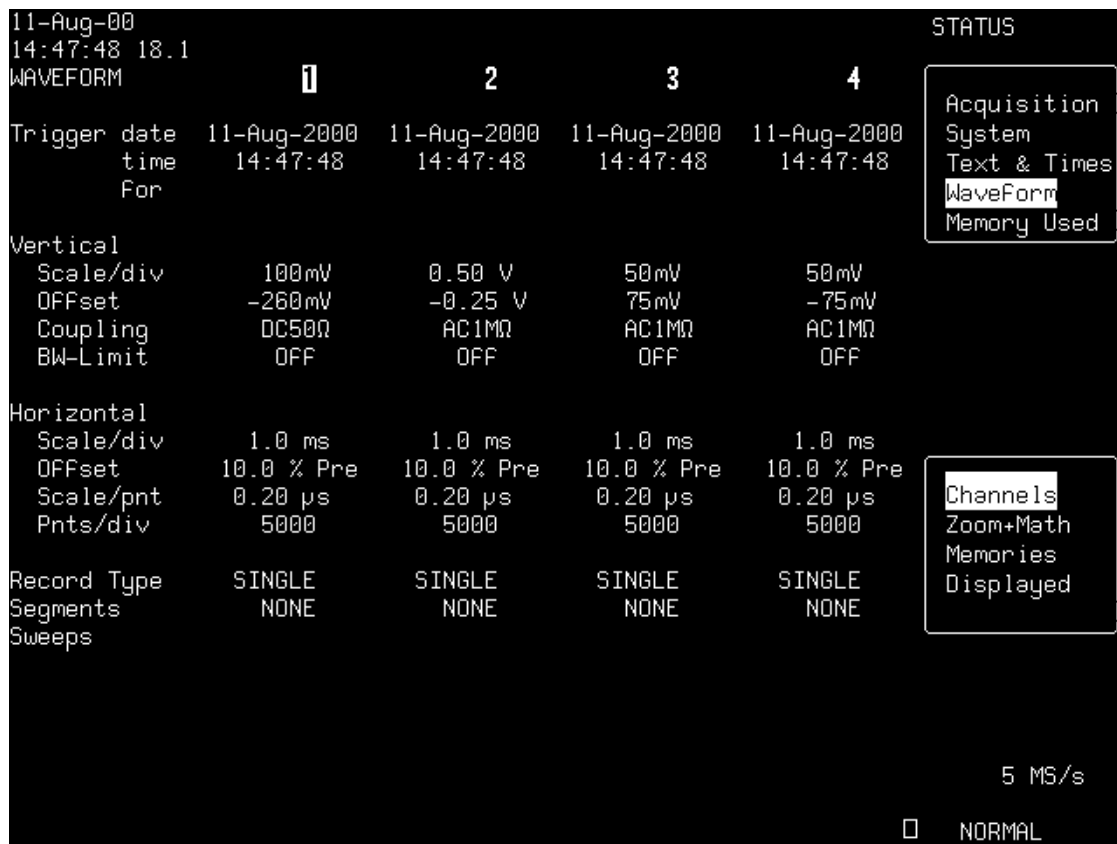 11-Aug-00
14:47:48 18.1
STATUS
WAVEFORM 1 2 3 4
Trigger date 11-Aug-2000 11-Aug-2000 11-Aug-2000 11-Aug-2000
time 14:47:48 14:47:48 14:47:48 14:47:48
For
Vertical
Scale/div 100mV 0.50 V 50mV 50mV
OFFset -260mV -0.25 V 75mV -75mV
Coupling DC50Ω AC1MΩ AC1MΩ AC1MΩ
BW-Limit OFF OFF OFF OFF
Horizontal
Scale/div 1.0 ms 1.0 ms 1.0 ms 1.0 ms
OFFset 10.0 % Pre 10.0 % Pre 10.0 % Pre 10.0 % Pre
Scale/pnt 0.20 µs 0.20 µs 0.20 µs 0.20 µs
Pnts/div 5000 5000 5000 5000
Record Type SINGLE SINGLE SINGLE SINGLE
Segments NONE NONE NONE NONE
Sweeps
Acquisition
System
Text & Times
WaveForm
Memory Used
Channels
Zoom+Math
Memories
Displayed
5 MS/s
NORMAL